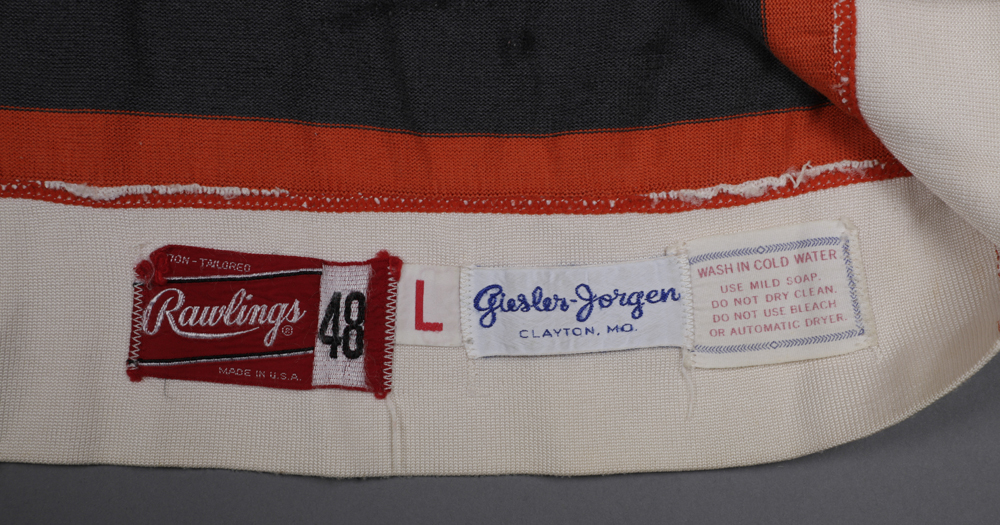 TION-TAILORED
Rawlings®
48
MADE IN U.S.A.
L
Giesler-Jorgen
CLAYTON, MO.
WASH IN COLD WATER
USE MILD SOAP.
DO NOT DRY CLEAN.
DO NOT USE BLEACH
OR AUTOMATIC DRYER.